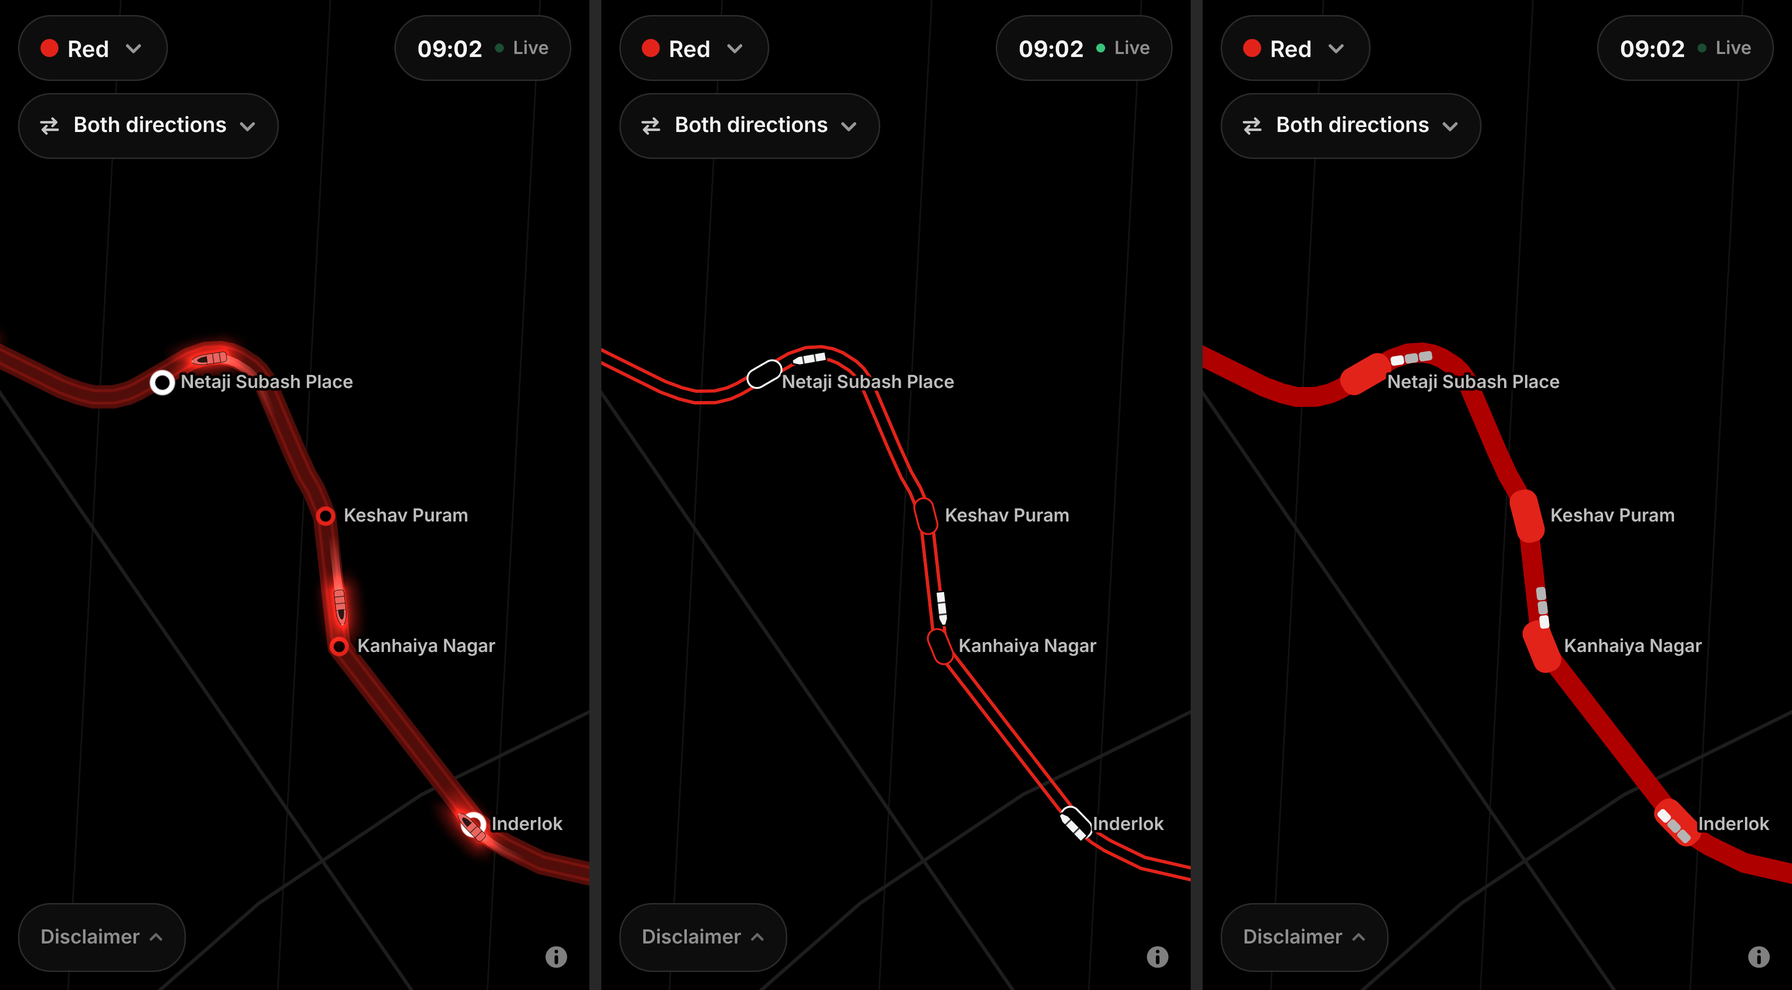 Red
09:02 Live
Both directions
Netaji Subash Place
Keshav Puram
Kanhaiya Nagar
Inderlok
Disclaimer
Red
09:02 Live
Both directions
Netaji Subash Place
Keshav Puram
Kanhaiya Nagar
Inderlok
Disclaimer
Red
09:02 Live
Both directions
Netaji Subash Place
Keshav Puram
Kanhaiya Nagar
Inderlok
Disclaimer